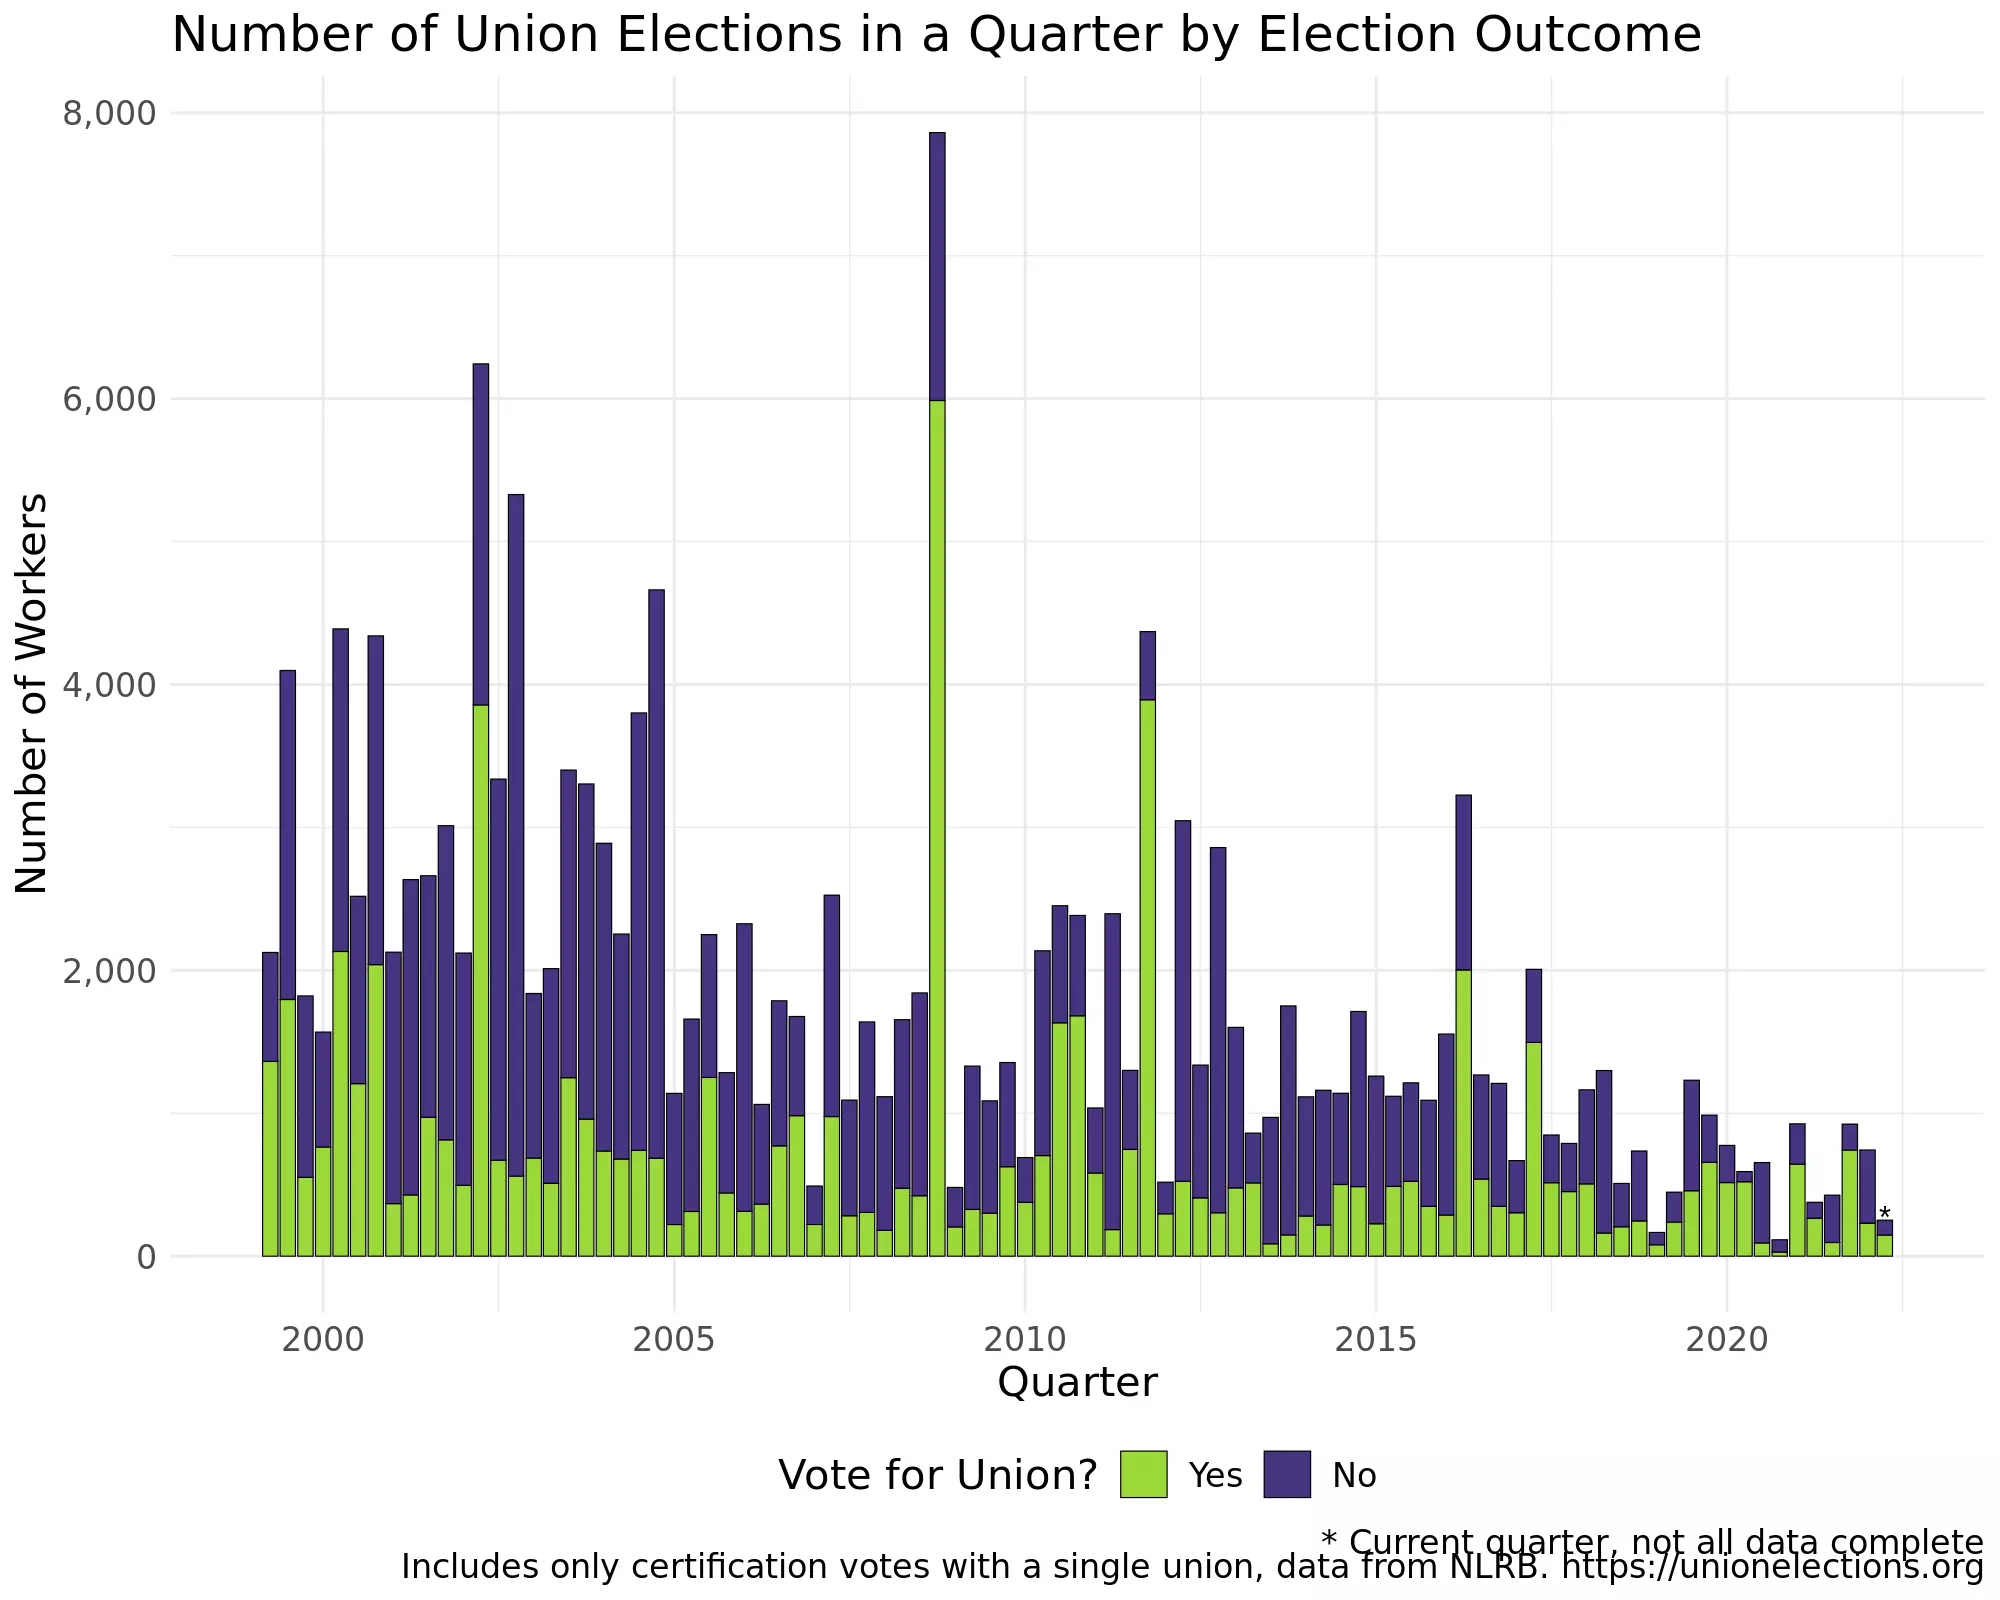 Number of Union Elections in a Quarter by Election Outcome
Number of Workers
8,000
6,000
4,000
2,000
0
*
2000 2005 2010 2015 2020
Quarter
Vote for Union? Yes No
* Current quarter, not all data complete
Includes only certification votes with a single union, data from NLRB. https://unionelections.org